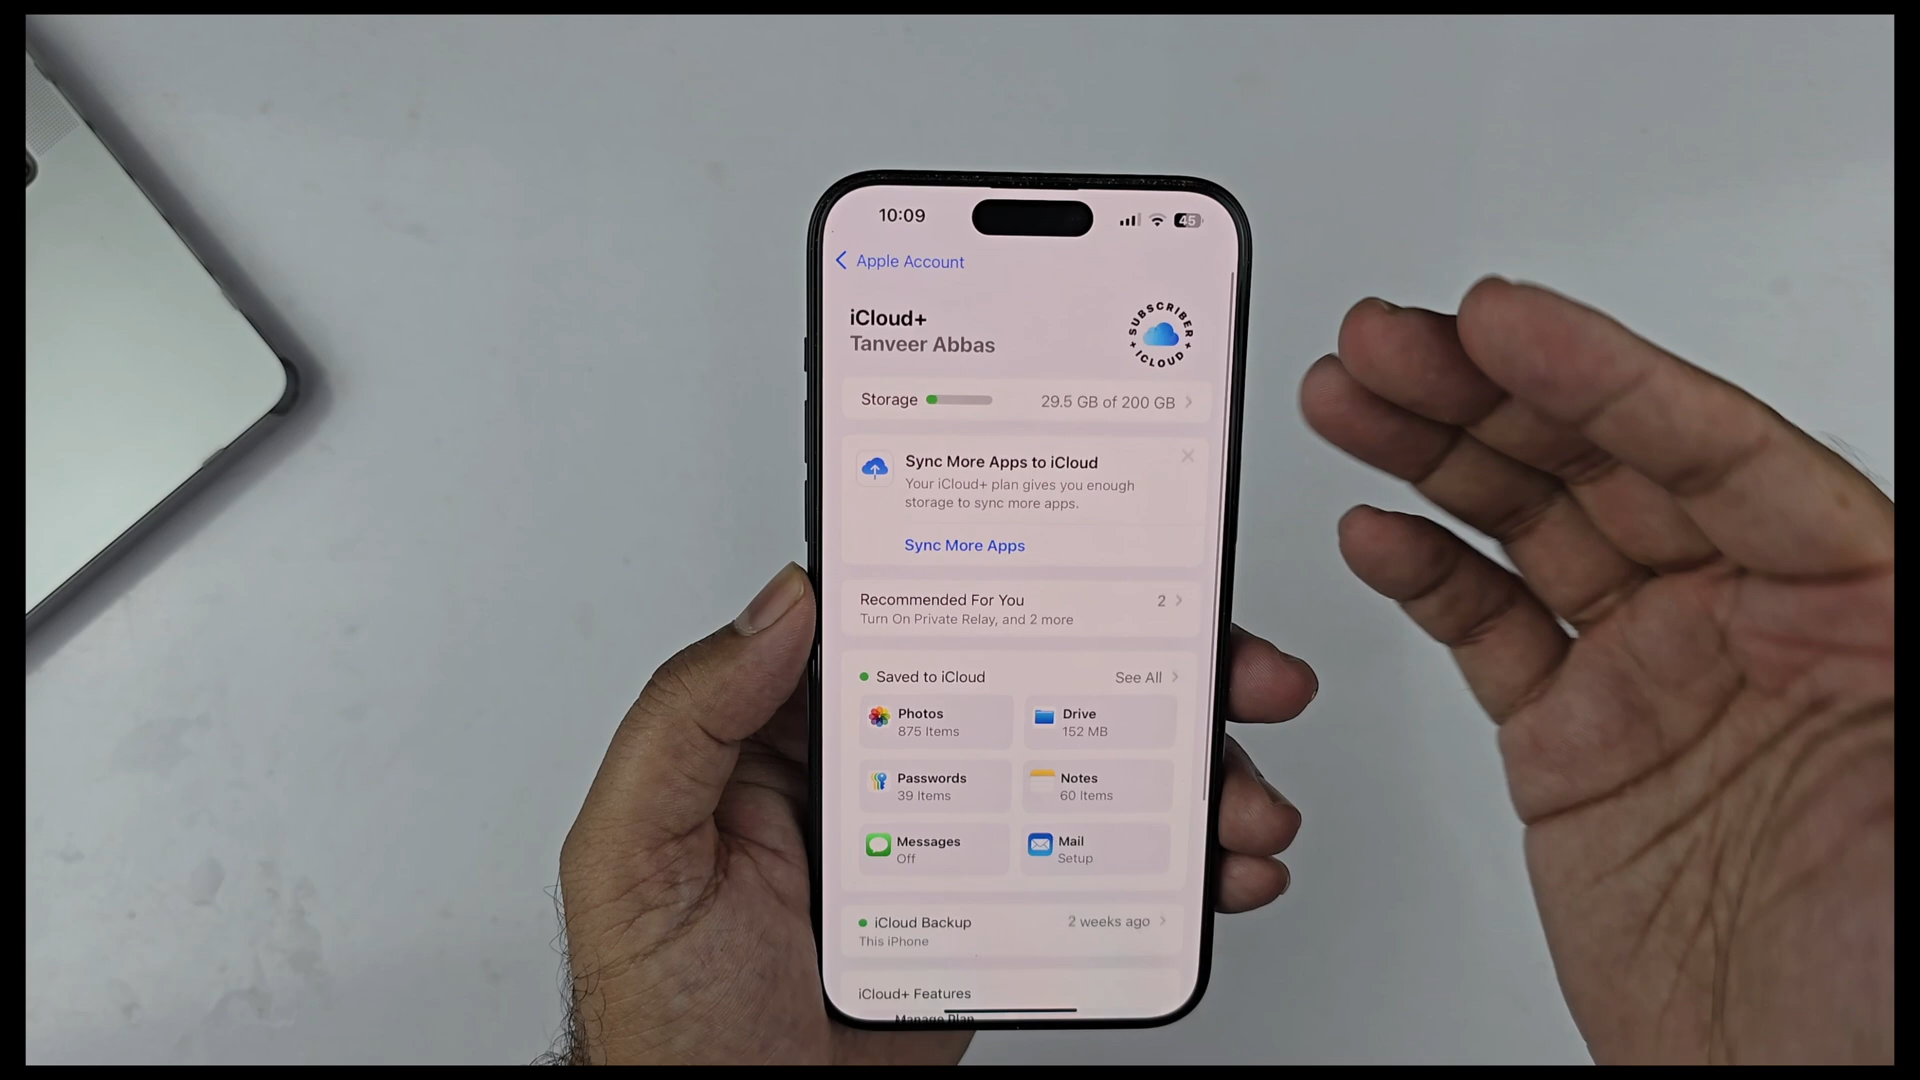 10:09
45
Apple Account
iCloud+
Tanveer Abbas
SUBSCRIBER + ICLOUD +
Storage
29.5 GB of 200 GB
Sync More Apps to iCloud
Your iCloud+ plan gives you enough
storage to sync more apps.
Sync More Apps
Recommended For You
2
Turn On Private Relay, and 2 more
Saved to iCloud
See All
Photos
875 Items
Drive
152 MB
Passwords
39 Items
Notes
60 Items
Messages
Off
Mail
Setup
iCloud Backup
2 weeks ago
This iPhone
iCloud+ Features
Manage Plan